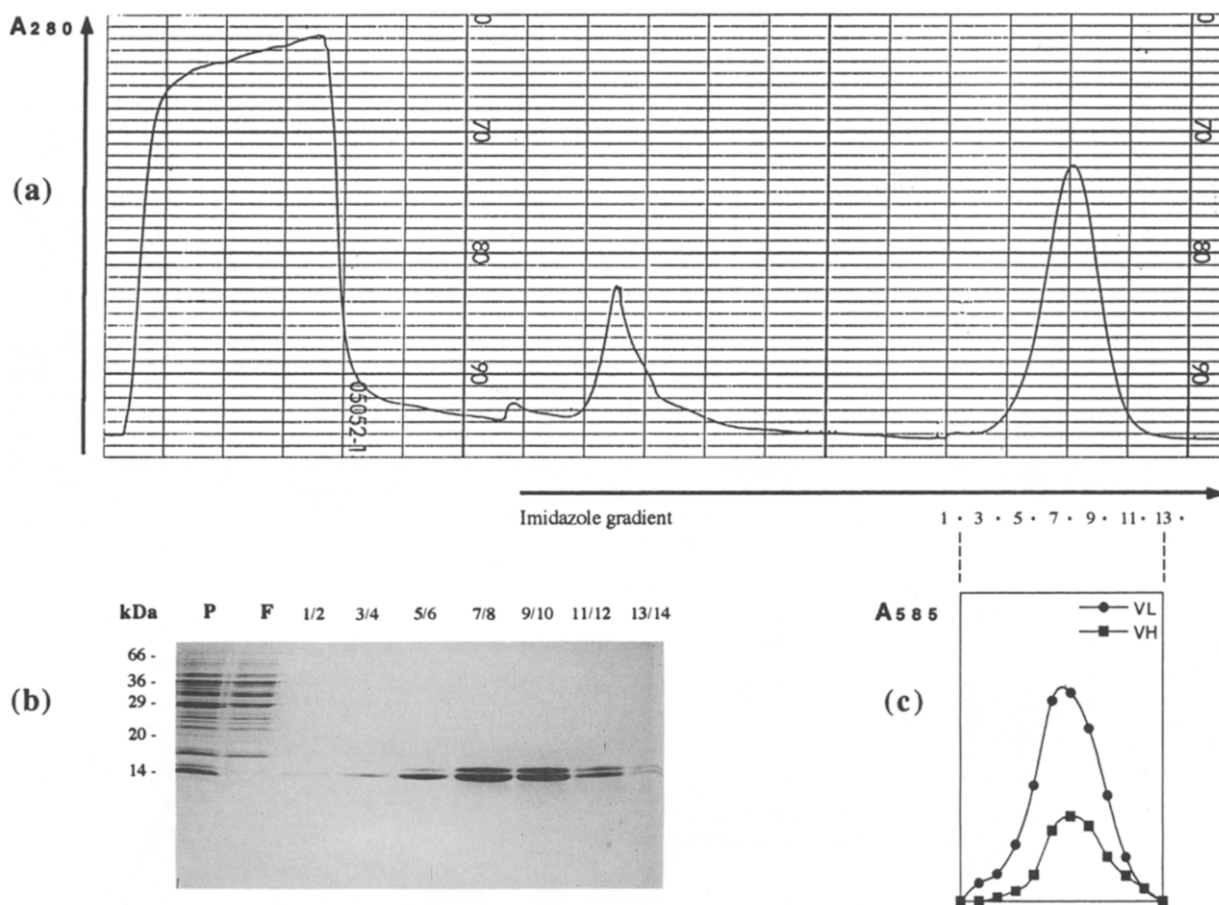 A280
0 0
70 70
(a)
80 80
90 90
05052-1
Imidazole gradient
1 · 3 · 5 · 7 · 9 · 11 · 13 ·
kDa P F 1/2 3/4 5/6 7/8 9/10 11/12 13/14
A585
VL
VH
66 -
36 -
(b)
29 -
(c)
20 -
14 -